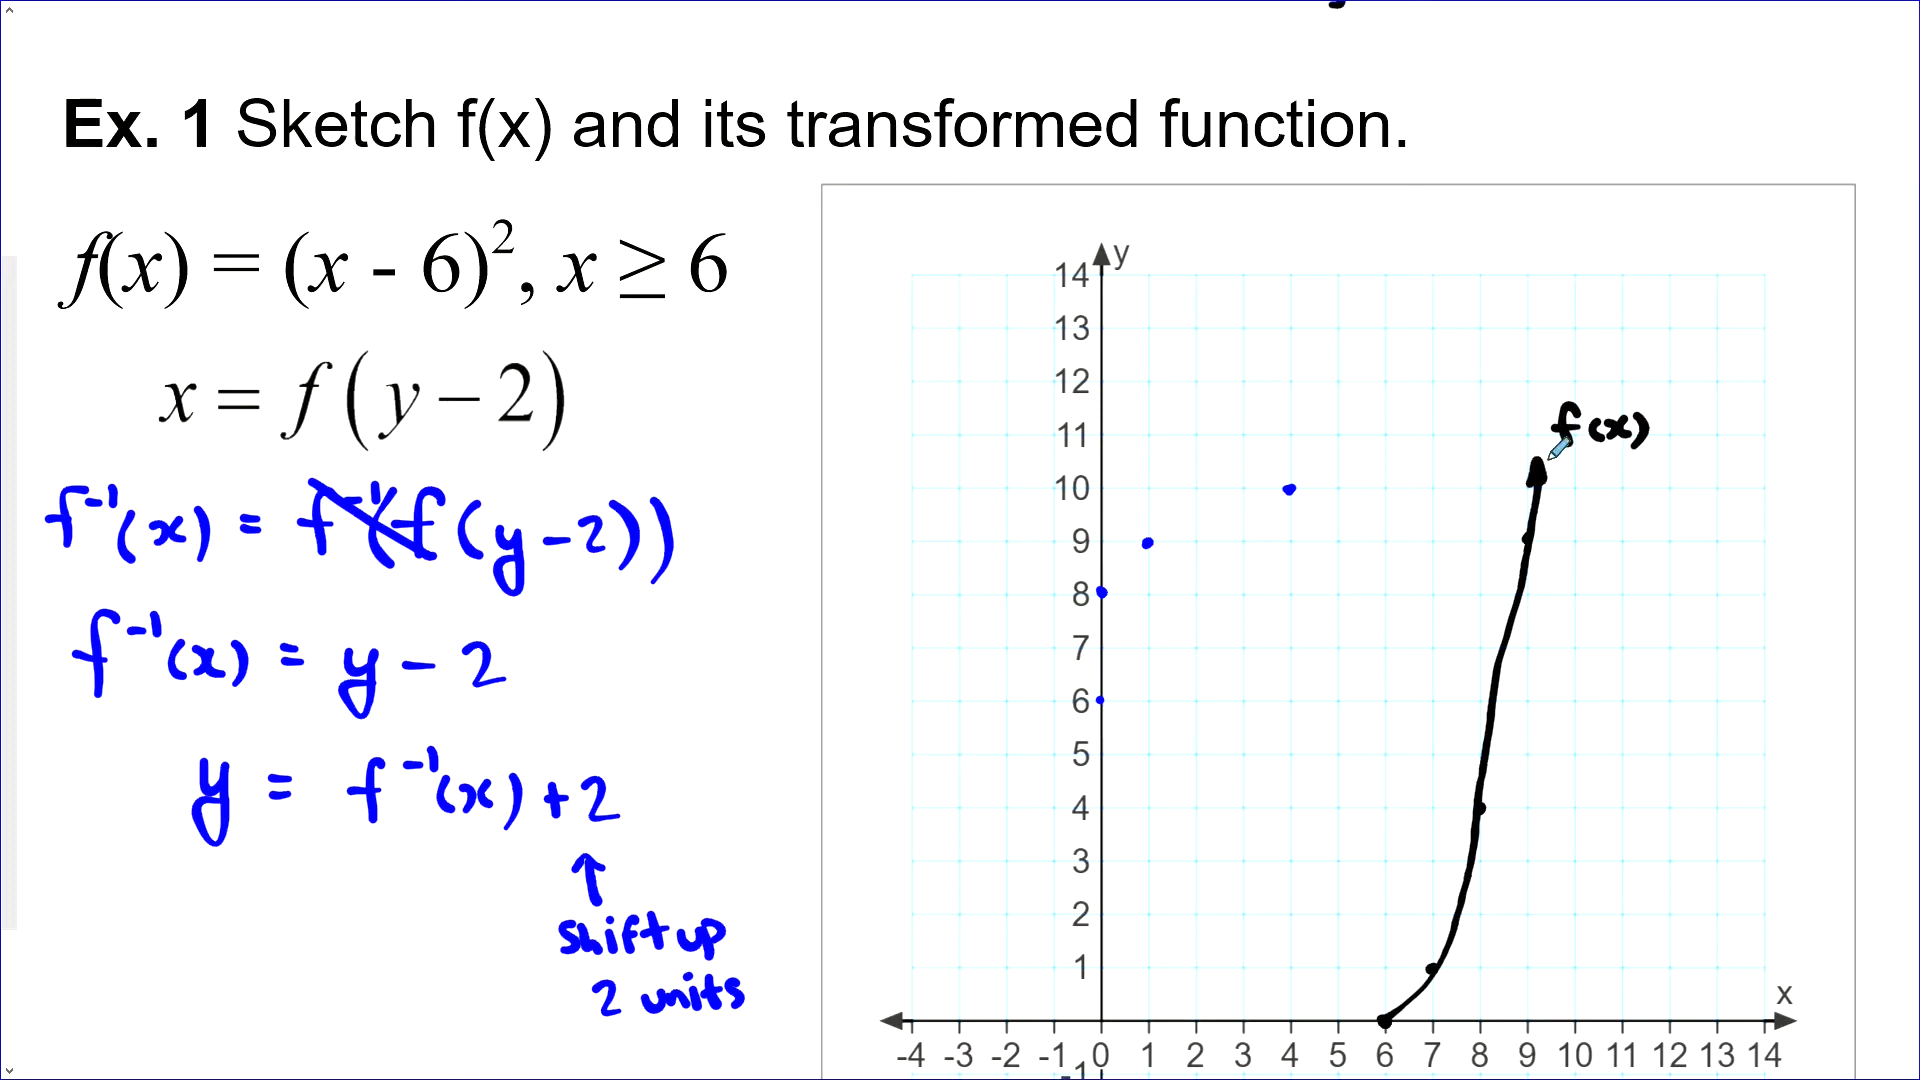 Ex. 1 Sketch f(x) and its transformed function.
f(x) = (x - 6)², x ≥ 6
x = f(y – 2)
f⁻¹(x) = f⁻¹(f(y – 2))
f⁻¹(x) = y – 2
y = f⁻¹(x) + 2
↑
shift up
2 units
y
14
13
12
11
10
9
8
7
6
5
4
3
2
1
f(x)
x
-4 -3 -2 -1 0 1 2 3 4 5 6 7 8 9 10 11 12 13 14
-1